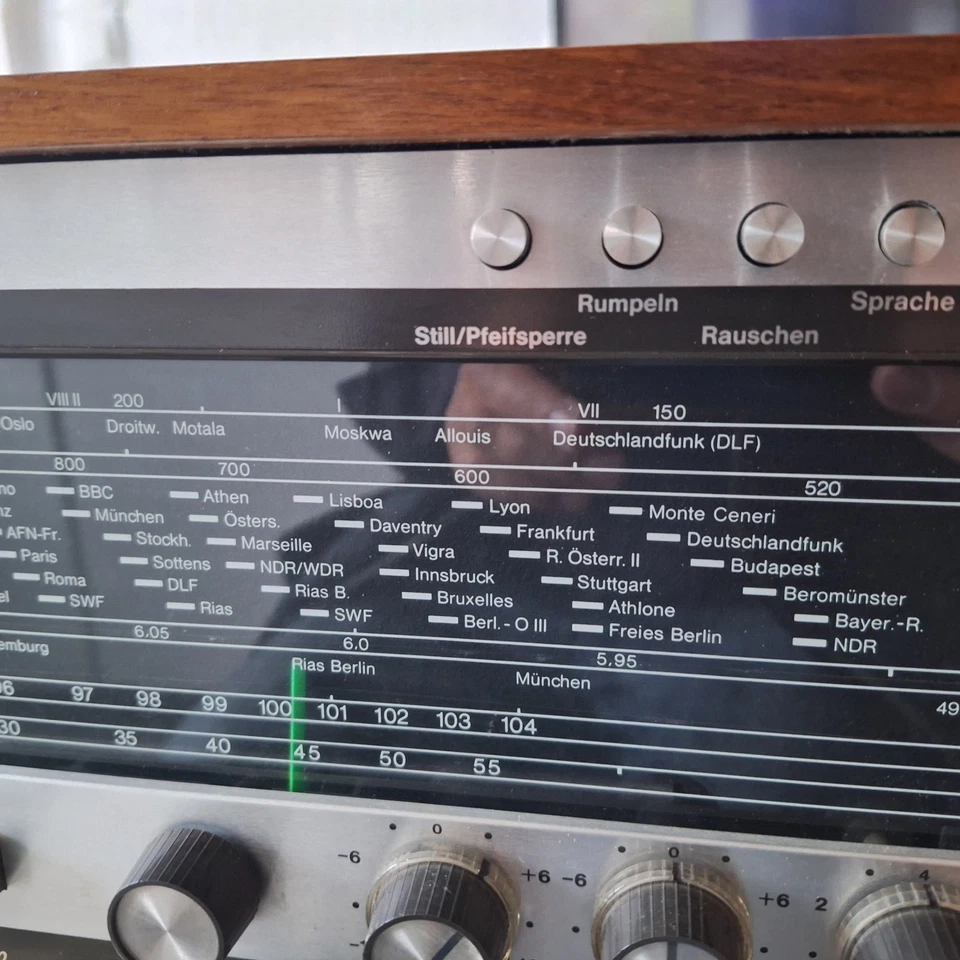 Rumpeln Sprache
Still/Pfeifsperre Rauschen
VIII II 200 VII 150
Oslo Droitw. Motala Moskwa Allouis Deutschlandfunk (DLF)
800 700 600 520
BBC Athen Lisboa Lyon Monte Ceneri
München Östers. Daventry Frankfurt Deutschlandfunk
AFN-Fr. Stockh. Marseille Vigra R. Österr. II Budapest
Paris Sottens NDR/WDR Innsbruck Stuttgart Beromünster
Roma DLF Rias B. Bruxelles Athlone Bayer.-R.
SWF Rias SWF Berl.-O III Freies Berlin NDR
6.05 6.0 5.95
Rias Berlin München 49
97 98 99 100 101 102 103 104
30 35 40 45 50 55
0 0 4
-6 +6 -6 +6 2